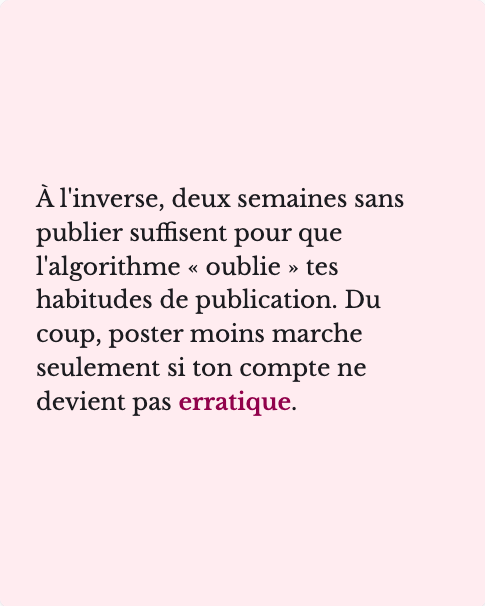 À l'inverse, deux semaines sans
publier suffisent pour que
l'algorithme « oublie » tes
habitudes de publication. Du
coup, poster moins marche
seulement si ton compte ne
devient pas erratique.